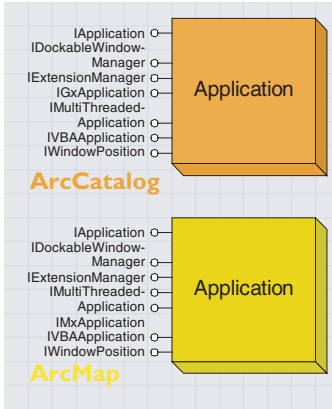 IApplication
IDockableWindow-
Manager
IExtensionManager
IGxApplication
IMultiThreaded-
Application
IVBAApplication
IWindowPosition
Application
ArcCatalog
IApplication
IDockableWindow-
Manager
IExtensionManager
IMultiThreaded-
Application
IMxApplication
IVBAApplication
IWindowPosition
Application
ArcMap